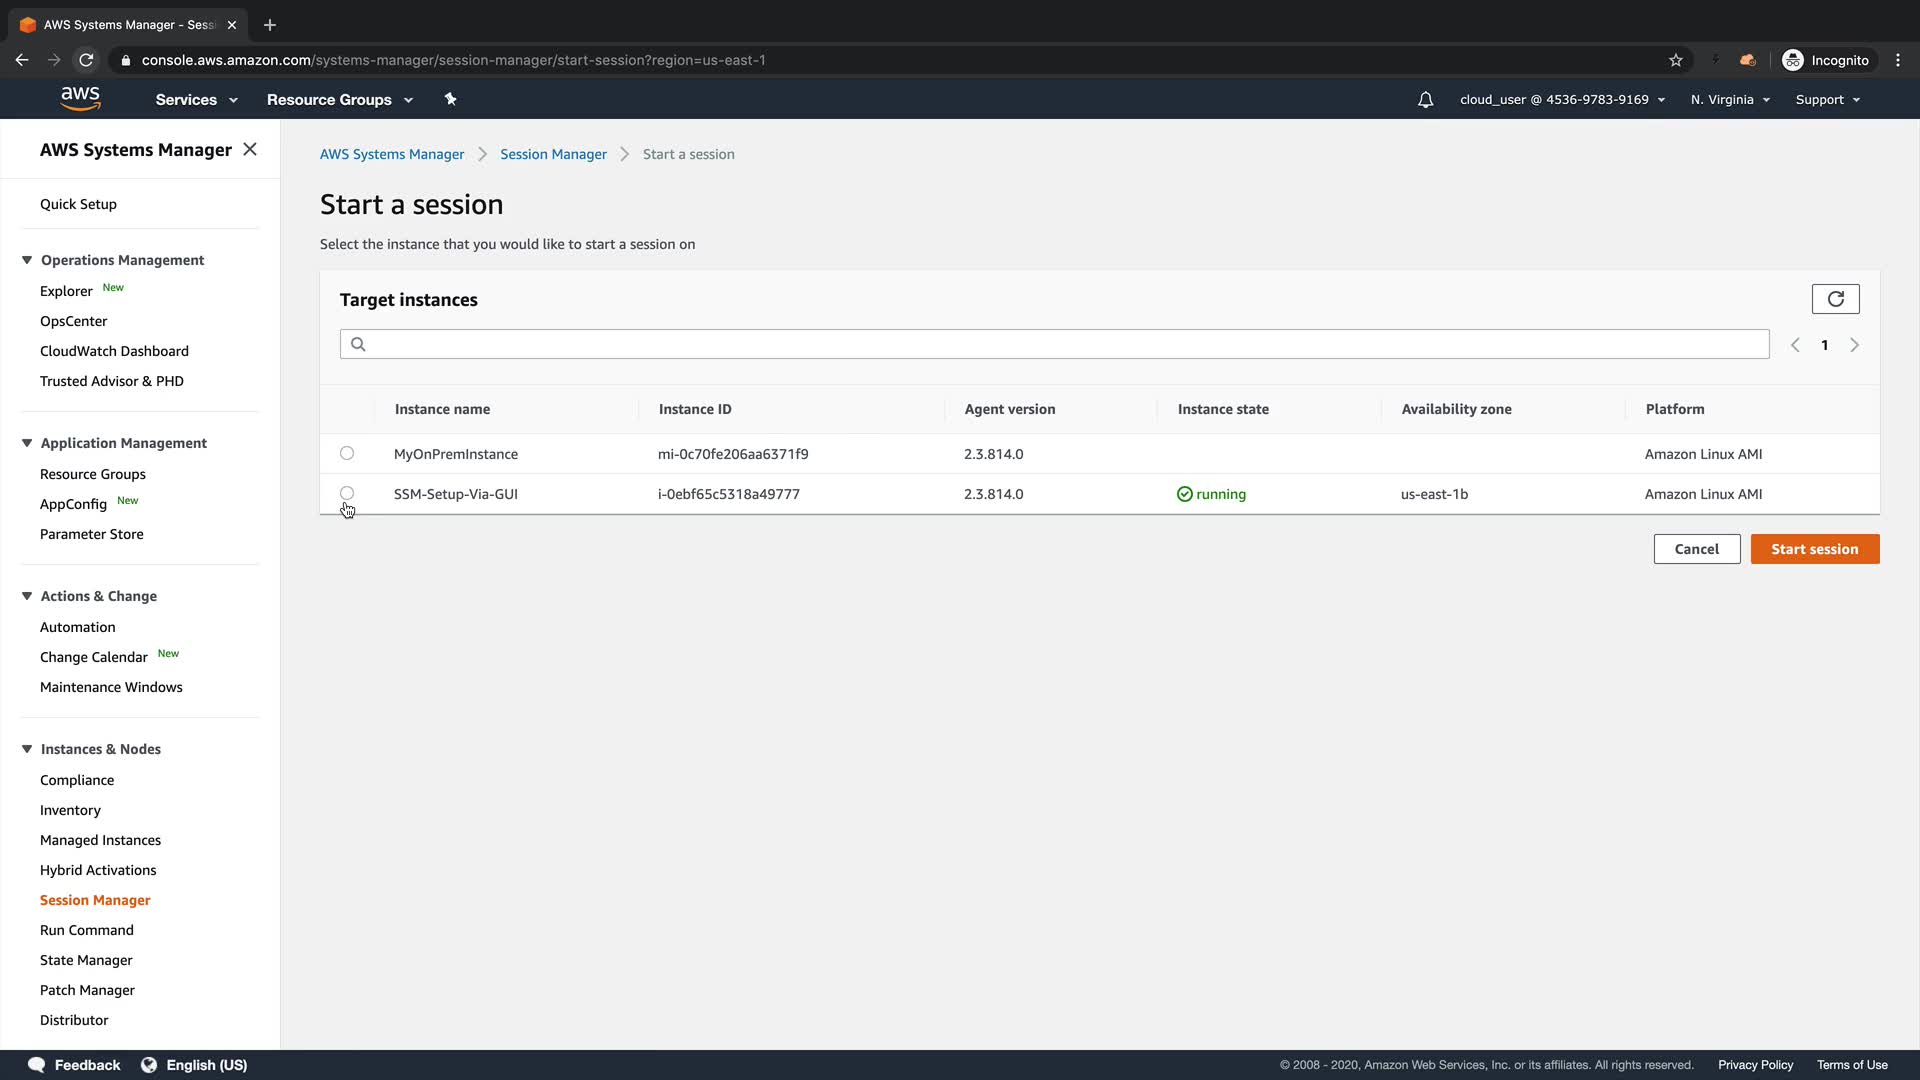 AWS Systems Manager - Sess
console.aws.amazon.com/systems-manager/session-manager/start-session?region=us-east-1
Incognito
aws
Services
Resource Groups
cloud_user @ 4536-9783-9169
N. Virginia
Support
AWS Systems Manager
Quick Setup
Operations Management
Explorer New
OpsCenter
CloudWatch Dashboard
Trusted Advisor & PHD
Application Management
Resource Groups
AppConfig New
Parameter Store
Actions & Change
Automation
Change Calendar New
Maintenance Windows
Instances & Nodes
Compliance
Inventory
Managed Instances
Hybrid Activations
Session Manager
Run Command
State Manager
Patch Manager
Distributor
AWS Systems Manager > Session Manager > Start a session
Start a session
Select the instance that you would like to start a session on
Target instances
1
Instance name Instance ID Agent version Instance state Availability zone Platform
MyOnPremInstance mi-0c70fe206aa6371f9 2.3.814.0 Amazon Linux AMI
SSM-Setup-Via-GUI i-0ebf65c5318a49777 2.3.814.0 running us-east-1b Amazon Linux AMI
Cancel
Start session
Feedback
English (US)
© 2008 - 2020, Amazon Web Services, Inc. or its affiliates. All rights reserved.
Privacy Policy
Terms of Use